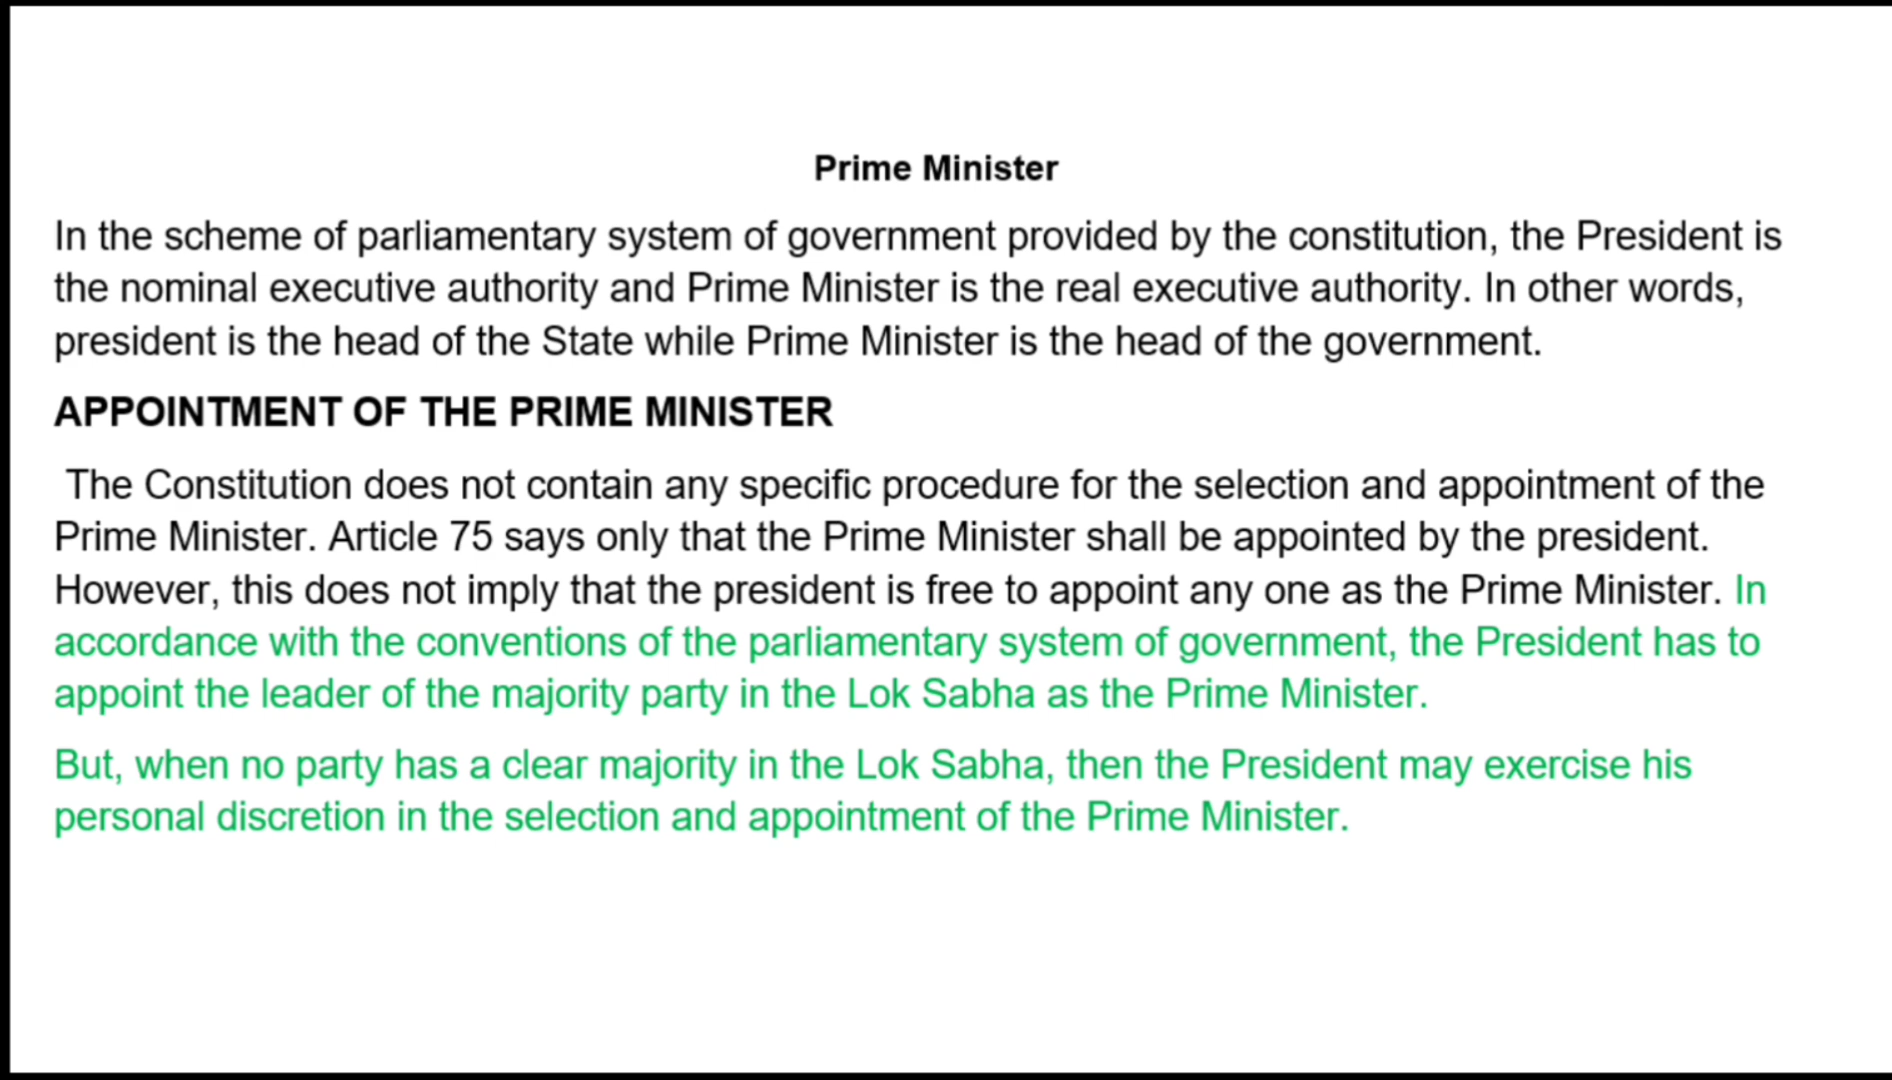 Prime Minister
In the scheme of parliamentary system of government provided by the constitution, the President is
the nominal executive authority and Prime Minister is the real executive authority. In other words,
president is the head of the State while Prime Minister is the head of the government.
APPOINTMENT OF THE PRIME MINISTER
The Constitution does not contain any specific procedure for the selection and appointment of the
Prime Minister. Article 75 says only that the Prime Minister shall be appointed by the president.
However, this does not imply that the president is free to appoint any one as the Prime Minister. In
accordance with the conventions of the parliamentary system of government, the President has to
appoint the leader of the majority party in the Lok Sabha as the Prime Minister.
But, when no party has a clear majority in the Lok Sabha, then the President may exercise his
personal discretion in the selection and appointment of the Prime Minister.